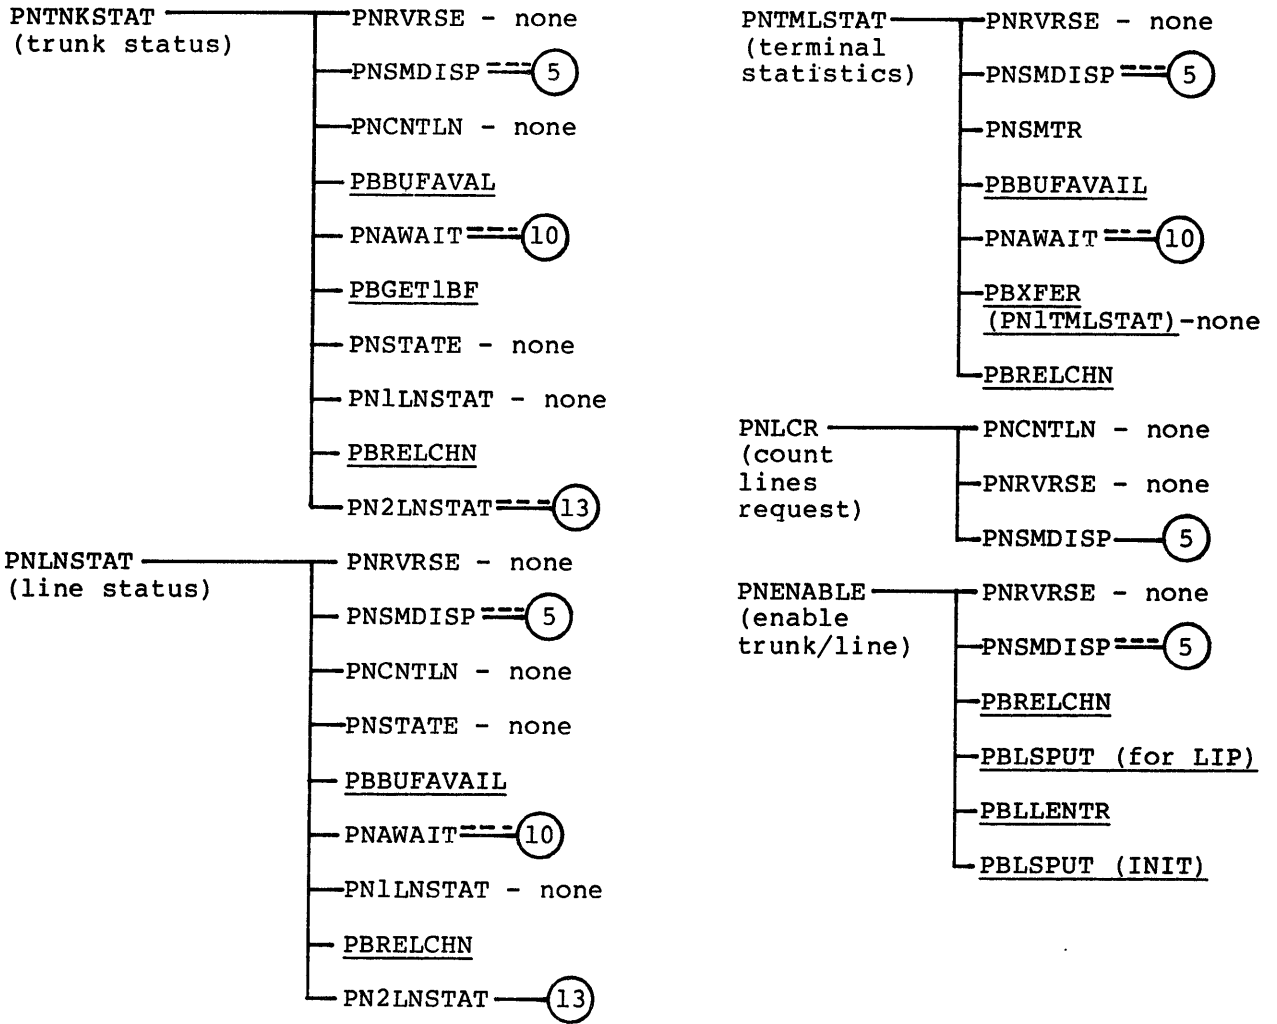 PNTNKSTAT
(trunk status)
PNRVRSE - none
PNSMDISP 5
PNCNTLN - none
PBBUFAVAL
PNAWAIT 10
PBGET1BF
PNSTATE - none
PN1LNSTAT - none
PBRELCHN
PN2LNSTAT 13
PNLNSTAT
(line status)
PNRVRSE - none
PNSMDISP 5
PNCNTLN - none
PNSTATE - none
PBBUFAVAIL
PNAWAIT 10
PN1LNSTAT - none
PBRELCHN
PN2LNSTAT 13
PNTMLSTAT
(terminal
statistics)
PNRVRSE - none
PNSMDISP 5
PNSMTR
PBBUFAVAIL
PNAWAIT 10
PBXFER
(PN1TMLSTAT)-none
PBRELCHN
PNLCR
(count
lines
request)
PNCNTLN - none
PNRVRSE - none
PNSMDISP 5
PNENABLE
(enable
trunk/line)
PNRVRSE - none
PNSMDISP 5
PBRELCHN
PBLSPUT (for LIP)
PBLLENTR
PBLSPUT (INIT)